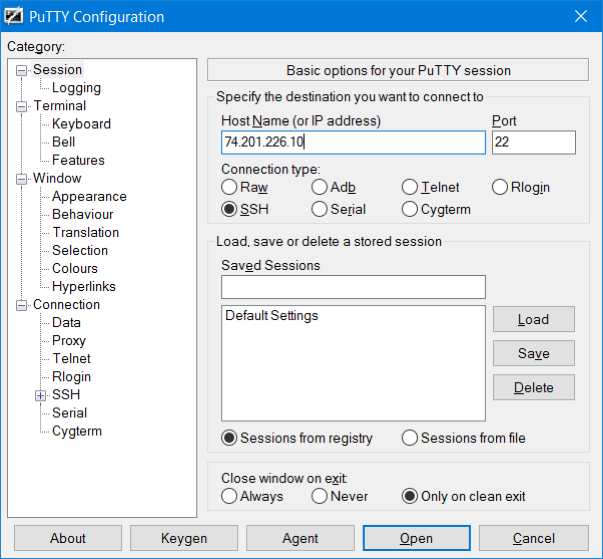 PuTTY Configuration
Category:
Session
Logging
Terminal
Keyboard
Bell
Features
Window
Appearance
Behaviour
Translation
Selection
Colours
Hyperlinks
Connection
Data
Proxy
Telnet
Rlogin
SSH
Serial
Cygterm
Basic options for your PuTTY session
Specify the destination you want to connect to
Host Name (or IP address) Port
74.201.226.10 22
Connection type:
Raw Adb Telnet Rlogin
SSH Serial Cygterm
Load, save or delete a stored session
Saved Sessions
Default Settings
Load
Save
Delete
Sessions from registry Sessions from file
Close window on exit:
Always Never Only on clean exit
About Keygen Agent Open Cancel